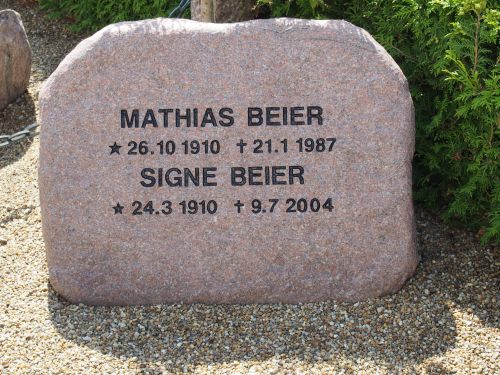 MATHIAS BEIER
★ 26.10 1910 ✝ 21.1 1987
SIGNE BEIER
★ 24.3 1910 ✝ 9.7 2004